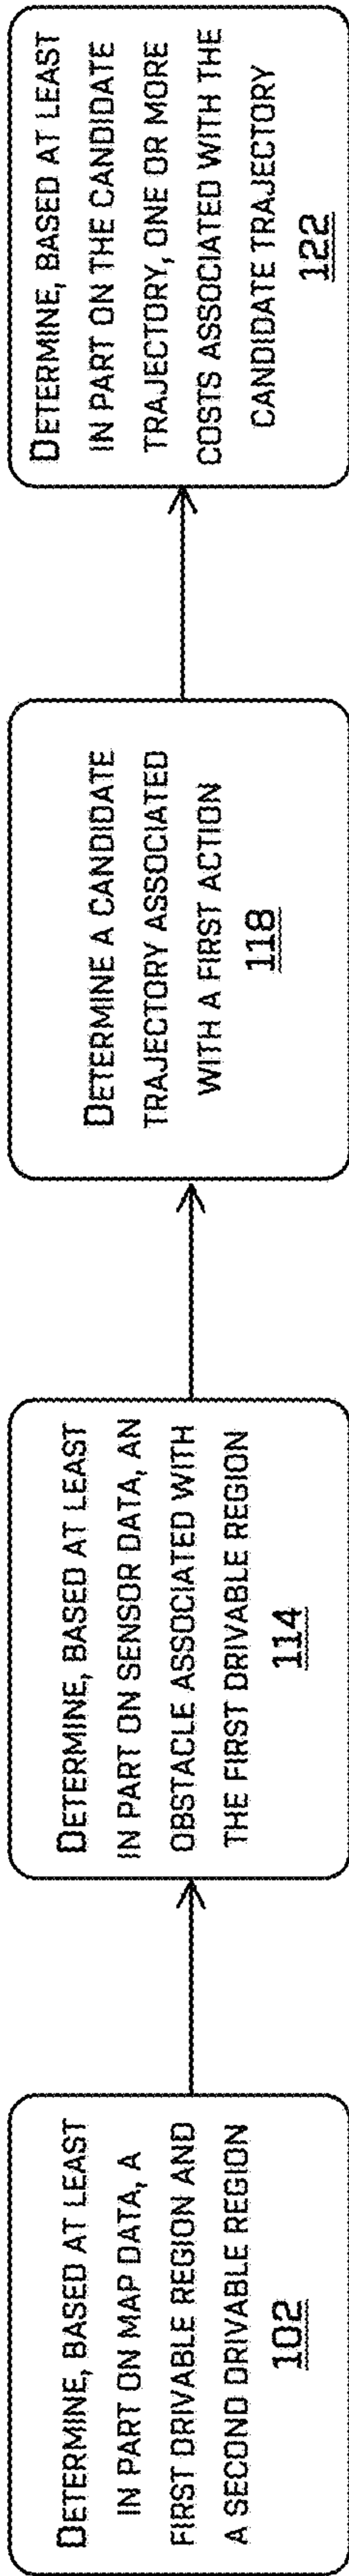 DETERMINE, BASED AT LEAST
IN PART ON MAP DATA, A
FIRST DRIVABLE REGION AND
A SECOND DRIVABLE REGION
102
DETERMINE, BASED AT LEAST
IN PART ON SENSOR DATA, AN
OBSTACLE ASSOCIATED WITH
THE FIRST DRIVABLE REGION
114
DETERMINE A CANDIDATE
TRAJECTORY ASSOCIATED
WITH A FIRST ACTION
118
DETERMINE, BASED AT LEAST
IN PART ON THE CANDIDATE
TRAJECTORY, ONE OR MORE
COSTS ASSOCIATED WITH THE
CANDIDATE TRAJECTORY
122